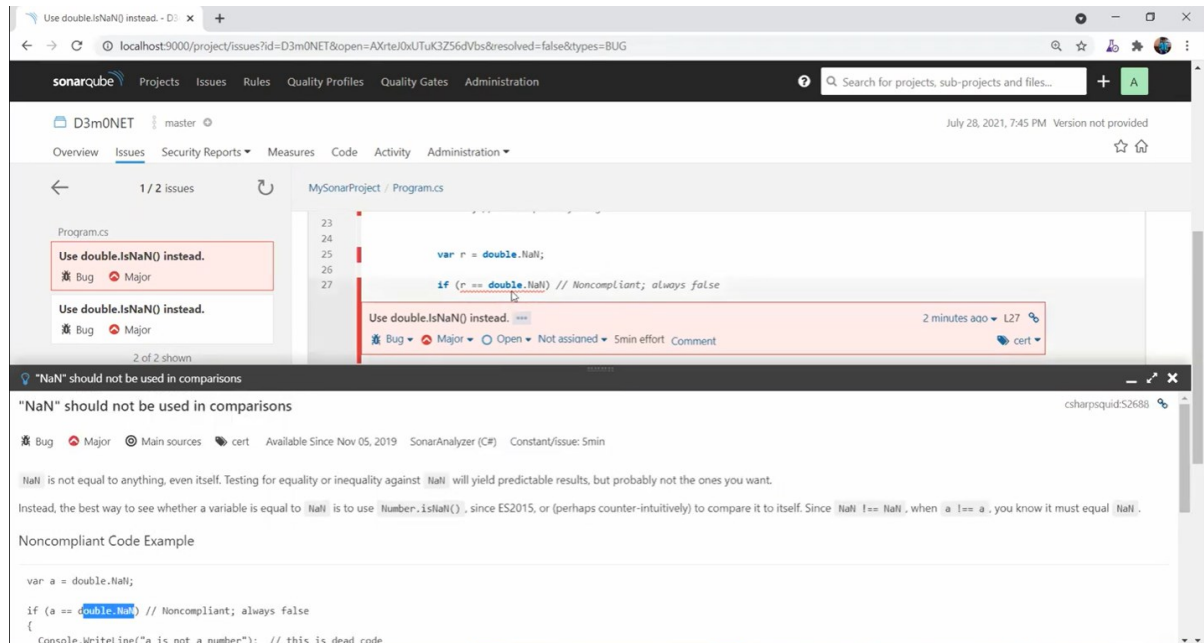 Use double.IsNaN() instead. - D3
localhost:9000/project/issues?id=D3m0NET&open=AXrteJ0xUTuK3Z56dVbs&resolved=false&types=BUG
sonarqube Projects Issues Rules Quality Profiles Quality Gates Administration ? Search for projects, sub-projects and files... + A
D3m0NET master July 28, 2021, 7:45 PM Version not provided
Overview Issues Security Reports Measures Code Activity Administration
1 / 2 issues MySonarProject / Program.cs
23
Program.cs
24
Use double.IsNaN() instead.
25 var r = double.NaN;
Bug Major
26
27 if (r == double.NaN) // Noncompliant; always false
Use double.IsNaN() instead.
Bug Major
Use double.IsNaN() instead. 2 minutes ago L27
Bug Major Open Not assigned 5min effort Comment cert
2 of 2 shown
"NaN" should not be used in comparisons
"NaN" should not be used in comparisons csharpsquid:S2688
Bug Major Main sources cert Available Since Nov 05, 2019 SonarAnalyzer (C#) Constant/issue: 5min
NaN is not equal to anything, even itself. Testing for equality or inequality against NaN will yield predictable results, but probably not the ones you want.
Instead, the best way to see whether a variable is equal to NaN is to use Number.isNaN(), since ES2015, or (perhaps counter-intuitively) to compare it to itself. Since NaN !== NaN, when a !== a, you know it must equal NaN.
Noncompliant Code Example
var a = double.NaN;
if (a == double.NaN) // Noncompliant; always false
{
Console.WriteLine("a is not a number"); // this is dead code